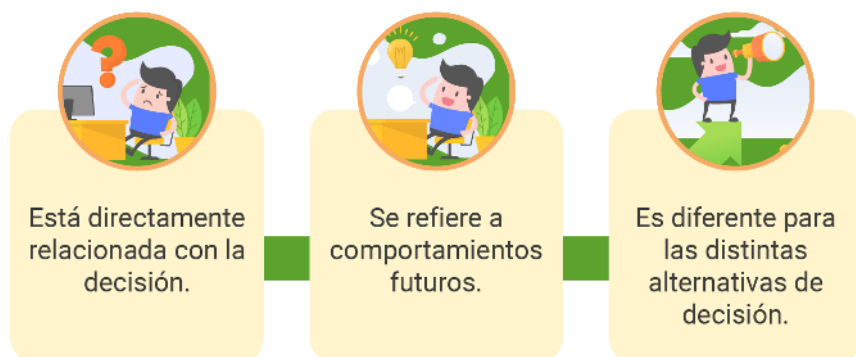 Está directamente
relacionada con la
decisión.
Se refiere a
comportamientos
futuros.
Es diferente para
las distintas
alternativas de
decisión.